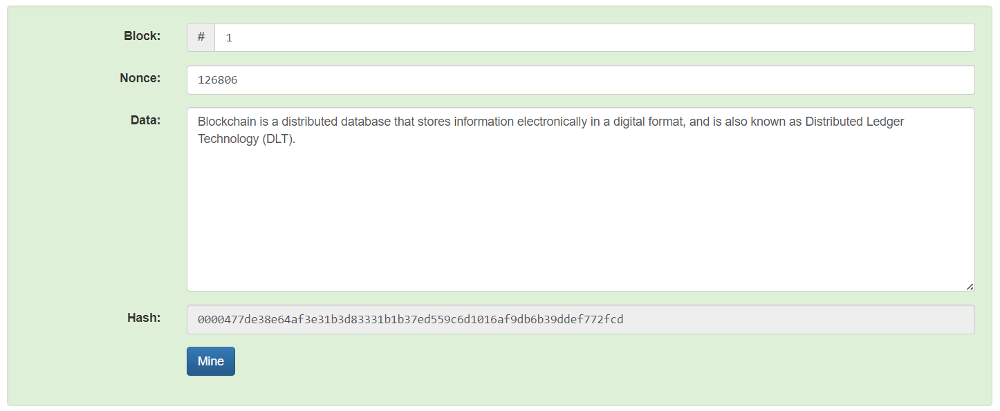 Block: # 1
Nonce: 126806
Data: Blockchain is a distributed database that stores information electronically in a digital format, and is also known as Distributed Ledger
Technology (DLT).
Hash: 0000477de38e64af3e31b3d83331b1b37ed559c6d1016af9db6b39ddef772fcd
Mine